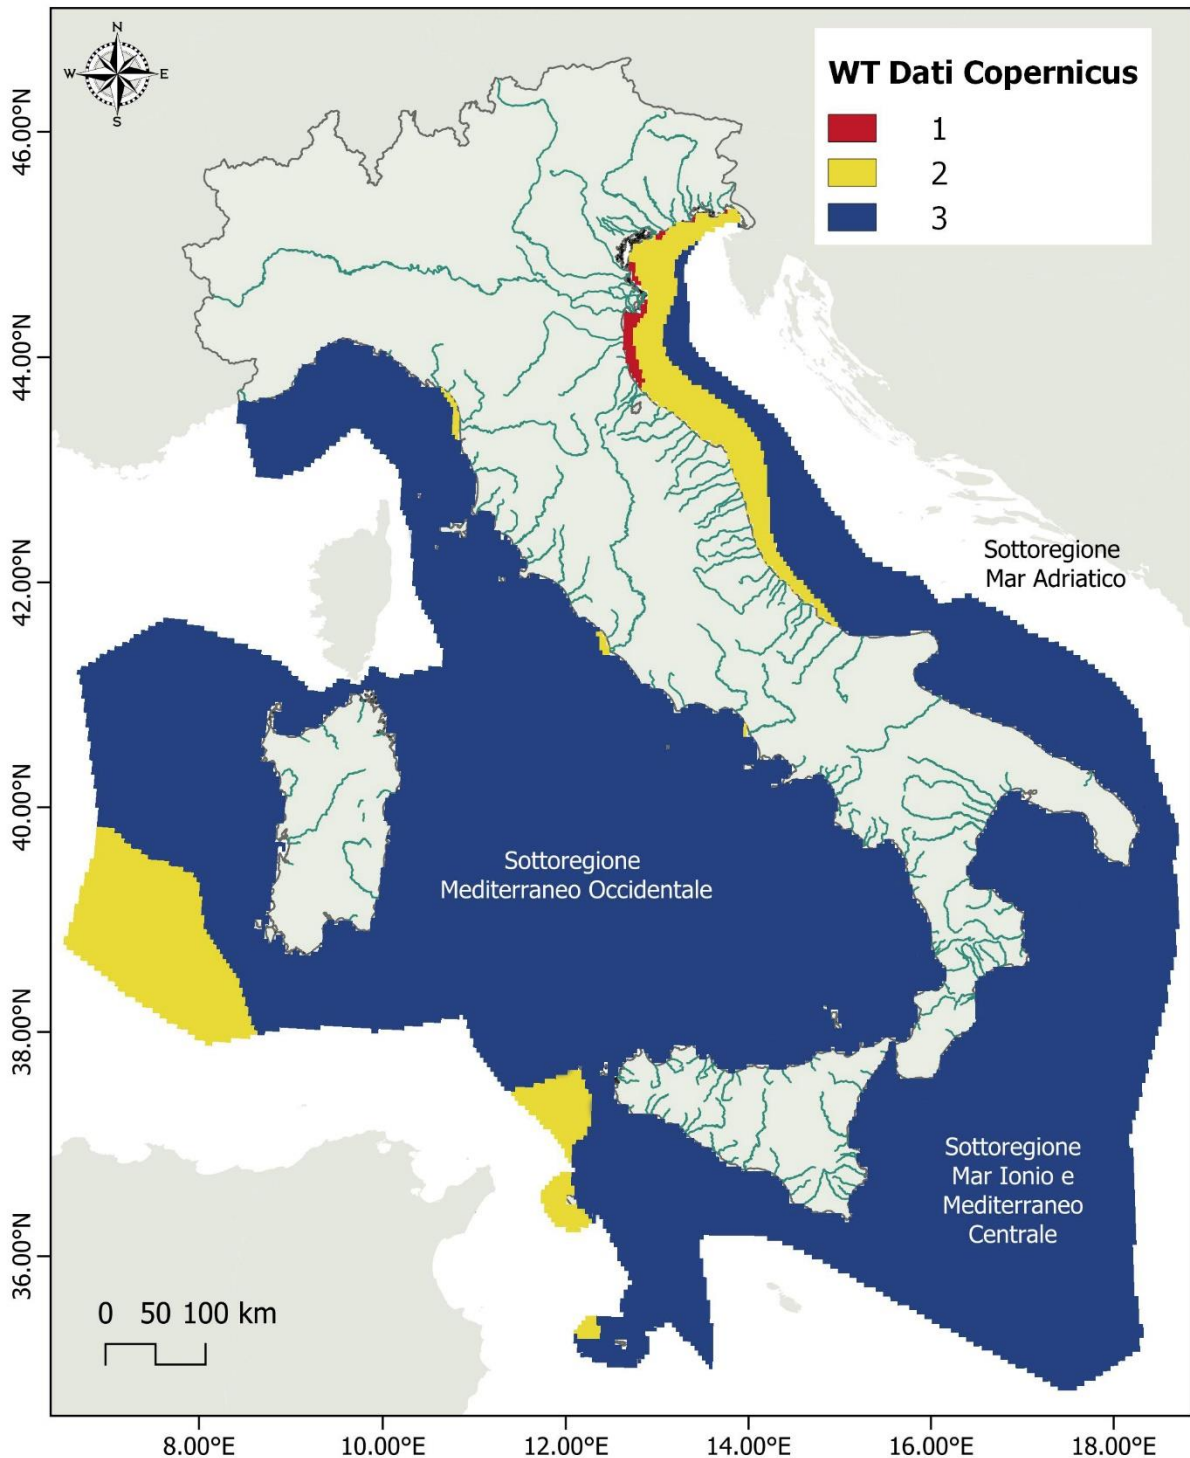 N
W
E
S
WT Dati Copernicus
1
2
3
46.00°N
44.00°N
42.00°N
40.00°N
38.00°N
36.00°N
Sottoregione
Mar Adriatico
Sottoregione
Mediterraneo Occidentale
Sottoregione
Mar Ionio e
Mediterraneo
Centrale
0 50 100 km
8.00°E
10.00°E
12.00°E
14.00°E
16.00°E
18.00°E